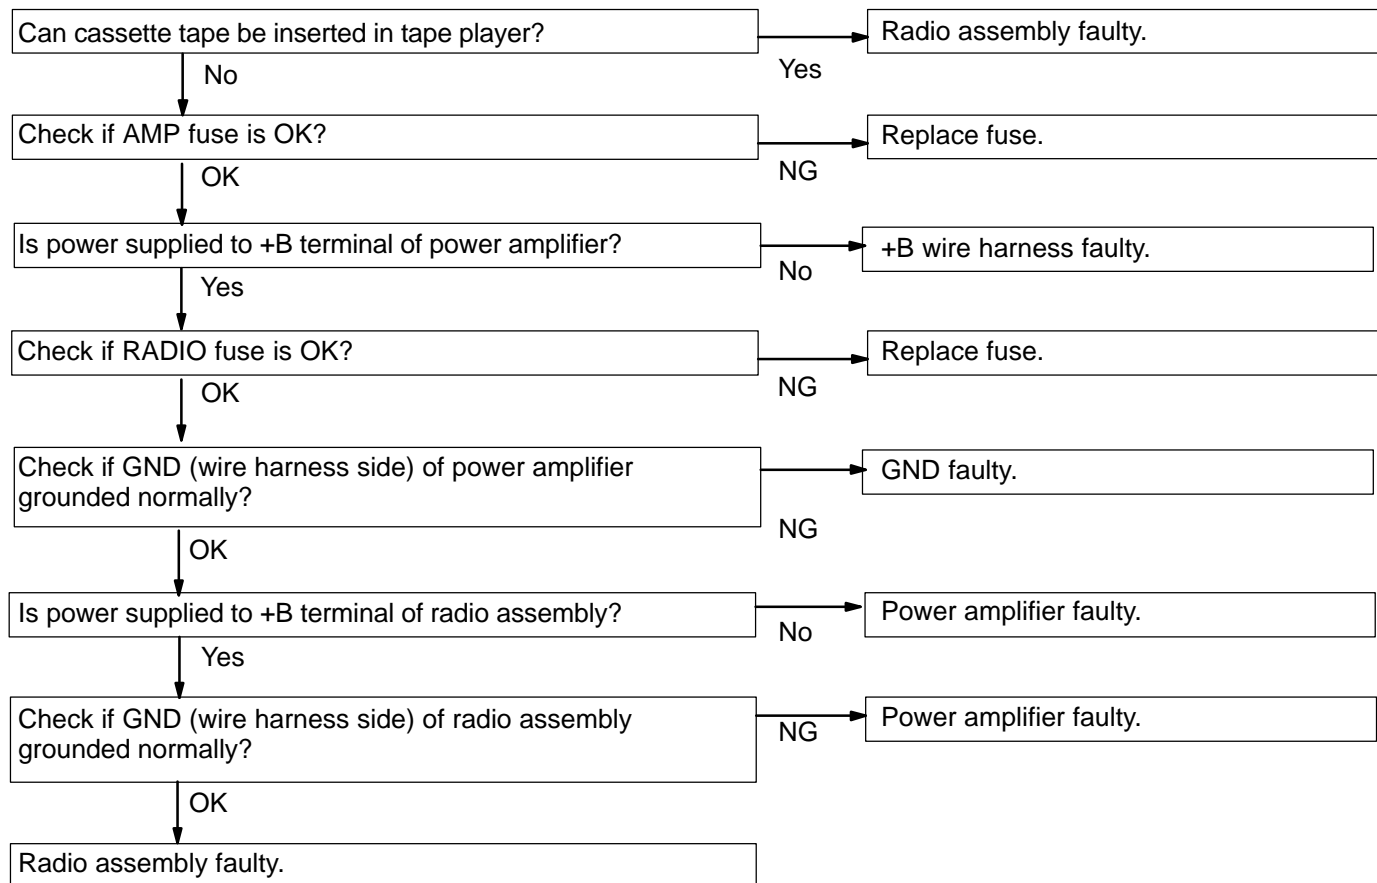 Can cassette tape be inserted in tape player?
Radio assembly faulty.
Yes
No
Check if AMP fuse is OK?
Replace fuse.
NG
OK
Is power supplied to +B terminal of power amplifier?
+B wire harness faulty.
No
Yes
Check if RADIO fuse is OK?
Replace fuse.
NG
OK
Check if GND (wire harness side) of power amplifier
grounded normally?
GND faulty.
NG
OK
Is power supplied to +B terminal of radio assembly?
Power amplifier faulty.
No
Yes
Check if GND (wire harness side) of radio assembly
grounded normally?
Power amplifier faulty.
NG
OK
Radio assembly faulty.